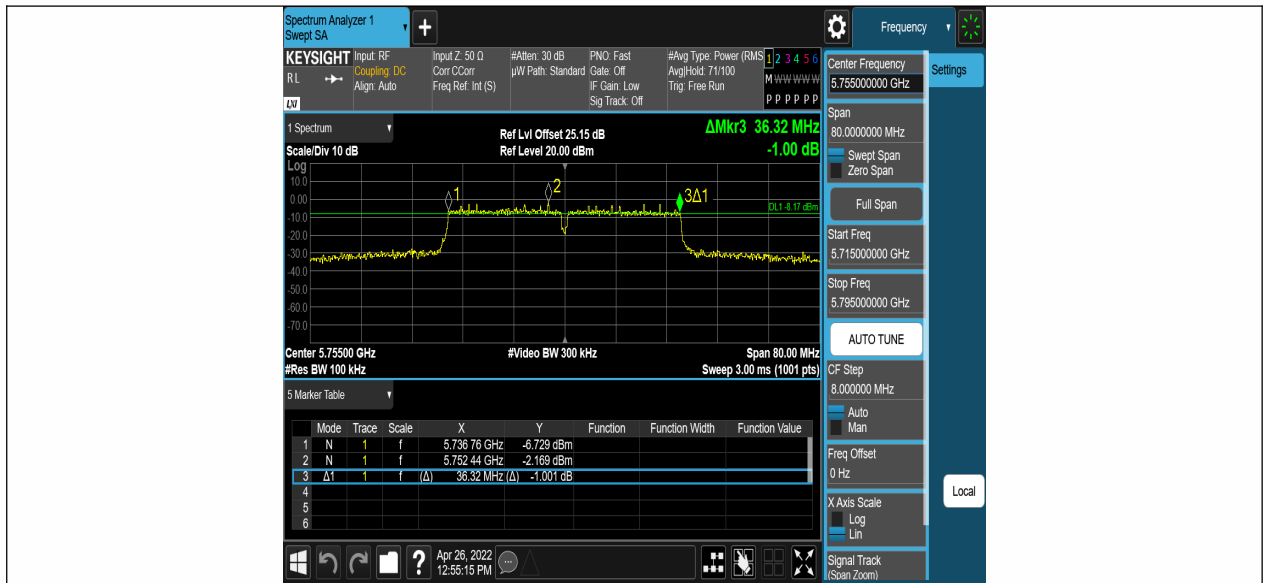 Spectrum Analyzer 1
Swept SA
+
Frequency
KEYSIGHT
RL
LXI
Input: RF
Coupling: DC
Align: Auto
Input Z: 50 Ω
Corr CCorr
Freq Ref: Int (S)
#Atten: 30 dB
µW Path: Standard
PNO: Fast
Gate: Off
IF Gain: Low
Sig Track: Off
#Avg Type: Power (RMS
Avg|Hold: 71/100
Trig: Free Run
1 2 3 4 5 6
M W W W W W
P P P P P P
1 Spectrum
Scale/Div 10 dB
Ref Lvl Offset 25.15 dB
Ref Level 20.00 dBm
ΔMkr3 36.32 MHz
-1.00 dB
Log
10.0
0.00
-10.0
-20.0
-30.0
-40.0
-50.0
-60.0
-70.0
1
2
3Δ1
DL1 -8.17 dBm
Center 5.75500 GHz
#Video BW 300 kHz
Span 80.00 MHz
#Res BW 100 kHz
Sweep 3.00 ms (1001 pts)
5 Marker Table
Mode Trace Scale X Y Function Function Width Function Value
1 N 1 f 5.736 76 GHz -6.729 dBm
2 N 1 f 5.752 44 GHz -2.169 dBm
3 Δ1 1 f (Δ) 36.32 MHz (Δ) -1.001 dB
4
5
6
?
Apr 26, 2022
12:55:15 PM
Center Frequency
5.755000000 GHz
Settings
Span
80.0000000 MHz
Swept Span
Zero Span
Full Span
Start Freq
5.715000000 GHz
Stop Freq
5.795000000 GHz
AUTO TUNE
CF Step
8.000000 MHz
Auto
Man
Freq Offset
0 Hz
X Axis Scale
Log
Lin
Local
Signal Track
(Span Zoom)